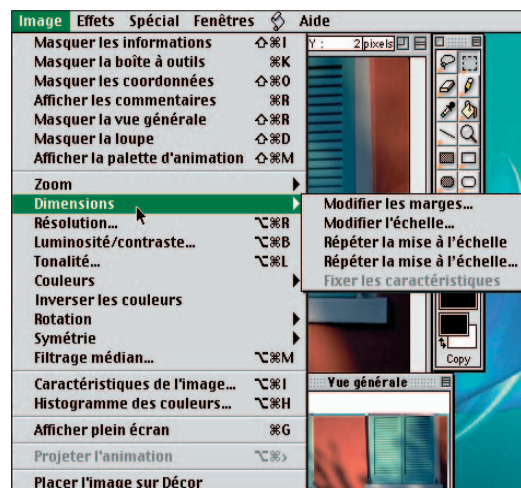 Image Effets Spécial Fenêtres Aide
Masquer les informations ⇧⌘I
Masquer la boîte à outils ⌘K
Masquer les coordonnées ⇧⌘O
Afficher les commentaires ⌘R
Masquer la vue générale ⇧⌘R
Masquer la loupe ⇧⌘D
Afficher la palette d'animation ⇧⌘M
Zoom
Dimensions
Résolution... ⌥⌘R
Luminosité/contraste... ⌥⌘B
Tonalité... ⌥⌘L
Couleurs
Inverser les couleurs
Rotation
Symétrie
Filtrage médian... ⌥⌘M
Caractéristiques de l'image... ⌥⌘I
Histogramme des couleurs... ⌥⌘H
Afficher plein écran ⌘G
Projeter l'animation ⌥⌘>
Placer l'image sur Décor
Y : 2 pixels
Modifier les marges...
Modifier l'échelle...
Répéter la mise à l'échelle
Répéter la mise à l'échelle...
Fixer les caractéristiques
Copy
Vue générale